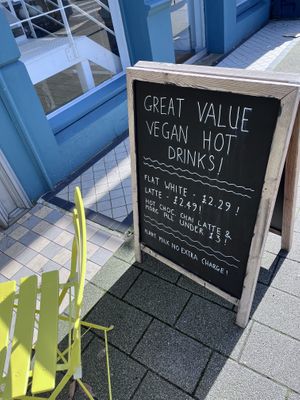 GREAT VALUE
VEGAN HOT
DRINKS!
FLAT WHITE - £2.29!
LATTE - £2.49!
HOT CHOC, CHAI LATTE &
MORE ALL UNDER £3!
PLANT MILK NO EXTRA CHARGE!